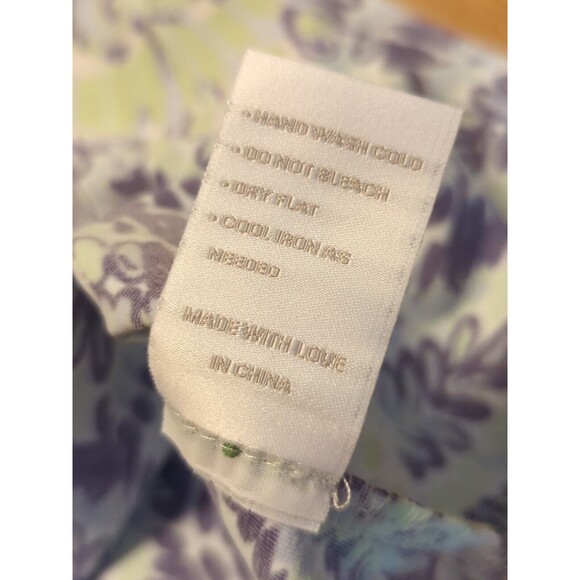 • HAND WASH COLD
• DO NOT BLEACH
• DRY FLAT
• COOL IRON AS
NEEDED
MADE WITH LOVE
IN CHINA